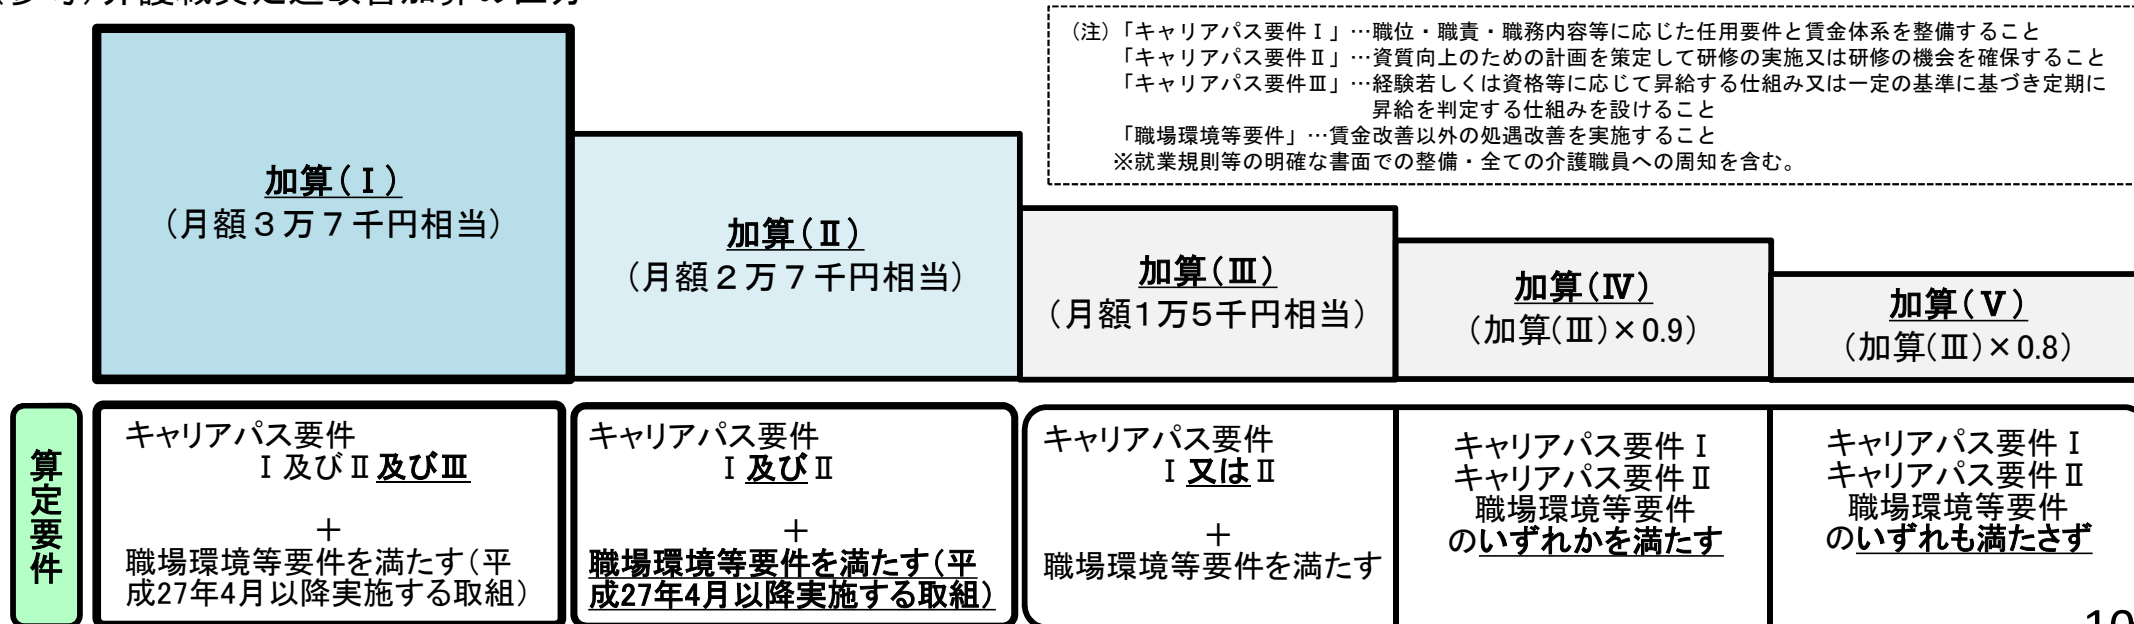 (参考)介護職員処遇改善加算の区分
(注)「キャリアパス要件Ⅰ」…職位・職責・職務内容等に応じた任用要件と賃金体系を整備すること
「キャリアパス要件Ⅱ」…資質向上のための計画を策定して研修の実施又は研修の機会を確保すること
「キャリアパス要件Ⅲ」…経験若しくは資格等に応じて昇給する仕組み又は一定の基準に基づき定期に
昇給を判定する仕組みを設けること
「職場環境等要件」…賃金改善以外の処遇改善を実施すること
※就業規則等の明確な書面での整備・全ての介護職員への周知を含む。
加算(Ⅰ)
(月額3万7千円相当)
加算(Ⅱ)
(月額2万7千円相当)
加算(Ⅲ)
(月額1万5千円相当)
加算(Ⅳ)
(加算(Ⅲ)×0.9)
加算(Ⅴ)
(加算(Ⅲ)×0.8)
算定要件
キャリアパス要件
Ⅰ及びⅡ及びⅢ
+
職場環境等要件を満たす(平
成27年4月以降実施する取組)
キャリアパス要件
Ⅰ及びⅡ
+
職場環境等要件を満たす(平
成27年4月以降実施する取組)
キャリアパス要件
Ⅰ又はⅡ
+
職場環境等要件を満たす
キャリアパス要件Ⅰ
キャリアパス要件Ⅱ
職場環境等要件
のいずれかを満たす
キャリアパス要件Ⅰ
キャリアパス要件Ⅱ
職場環境等要件
のいずれも満たさず
10